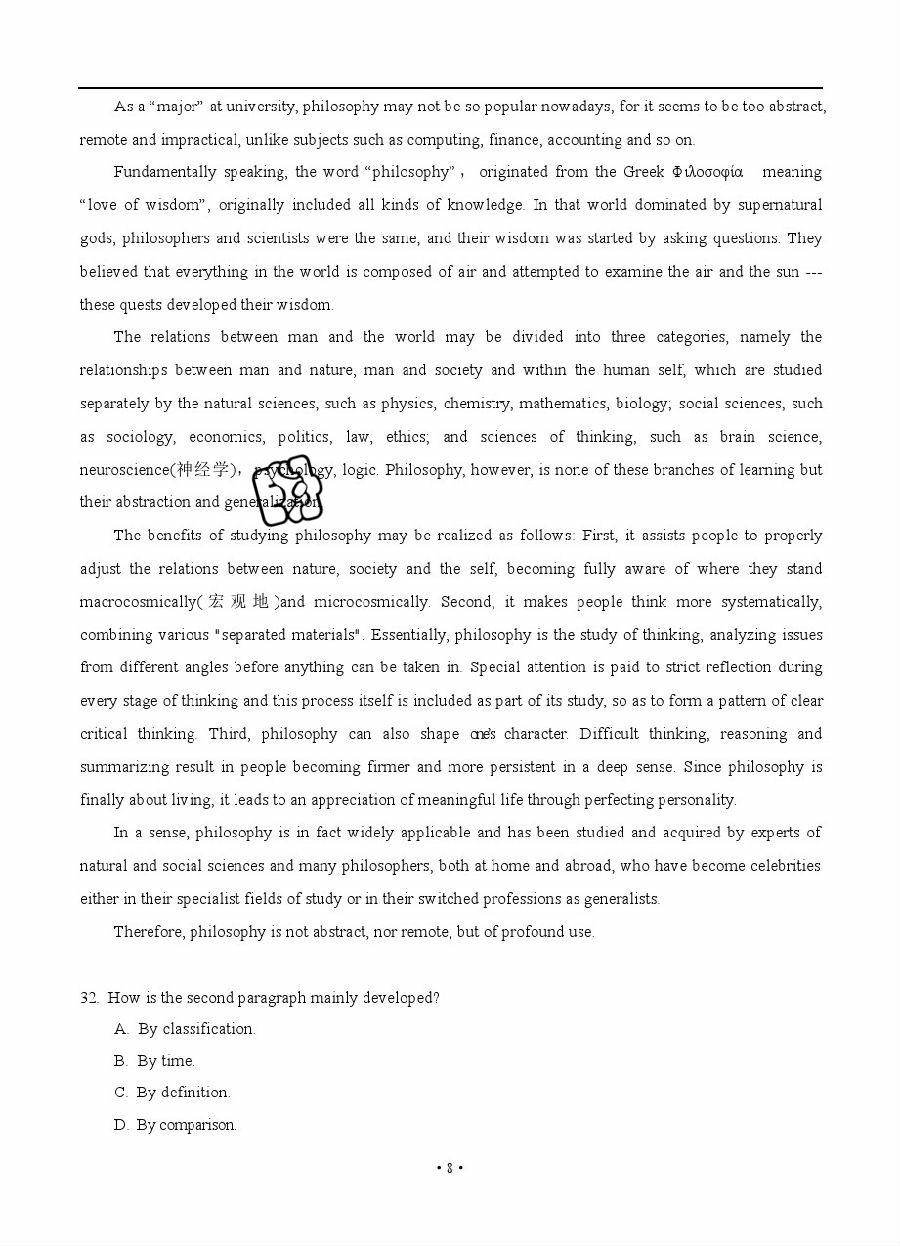 As a “major” at university, philosophy may not be so popular nowadays, for it seems to be too abstract,
remote and impractical, unlike subjects such as computing, finance, accounting and so on.
Fundamentally speaking, the word “philosophy”， originated from the Greek Φιλοσοφία meaning
“love of wisdom”, originally included all kinds of knowledge. In that world dominated by supernatural
gods, philosophers and scientists were the same, and their wisdom was started by asking questions. They
believed that everything in the world is composed of air and attempted to examine the air and the sun ---
these quests developed their wisdom.
The relations between man and the world may be divided into three categories, namely the
relationships between man and nature, man and society and within the human self, which are studied
separately by the natural sciences, such as physics, chemistry, mathematics, biology; social sciences, such
as sociology, economics, politics, law, ethics; and sciences of thinking, such as brain science,
neuroscience(神经学)，psychology, logic. Philosophy, however, is none of these branches of learning but
their abstraction and generalization.
The benefits of studying philosophy may be realized as follows: First, it assists people to properly
adjust the relations between nature, society and the self, becoming fully aware of where they stand
macrocosmically(宏观地)and microcosmically. Second, it makes people think more systematically,
combining various "separated materials". Essentially, philosophy is the study of thinking, analyzing issues
from different angles before anything can be taken in. Special attention is paid to strict reflection during
every stage of thinking and this process itself is included as part of its study, so as to form a pattern of clear
critical thinking. Third, philosophy can also shape one's character. Difficult thinking, reasoning and
summarizing result in people becoming firmer and more persistent in a deep sense. Since philosophy is
finally about living, it leads to an appreciation of meaningful life through perfecting personality.
In a sense, philosophy is in fact widely applicable and has been studied and acquired by experts of
natural and social sciences and many philosophers, both at home and abroad, who have become celebrities
either in their specialist fields of study or in their switched professions as generalists.
Therefore, philosophy is not abstract, nor remote, but of profound use.
32. How is the second paragraph mainly developed?
A. By classification.
B. By time.
C. By definition.
D. By comparison.
• 8 •